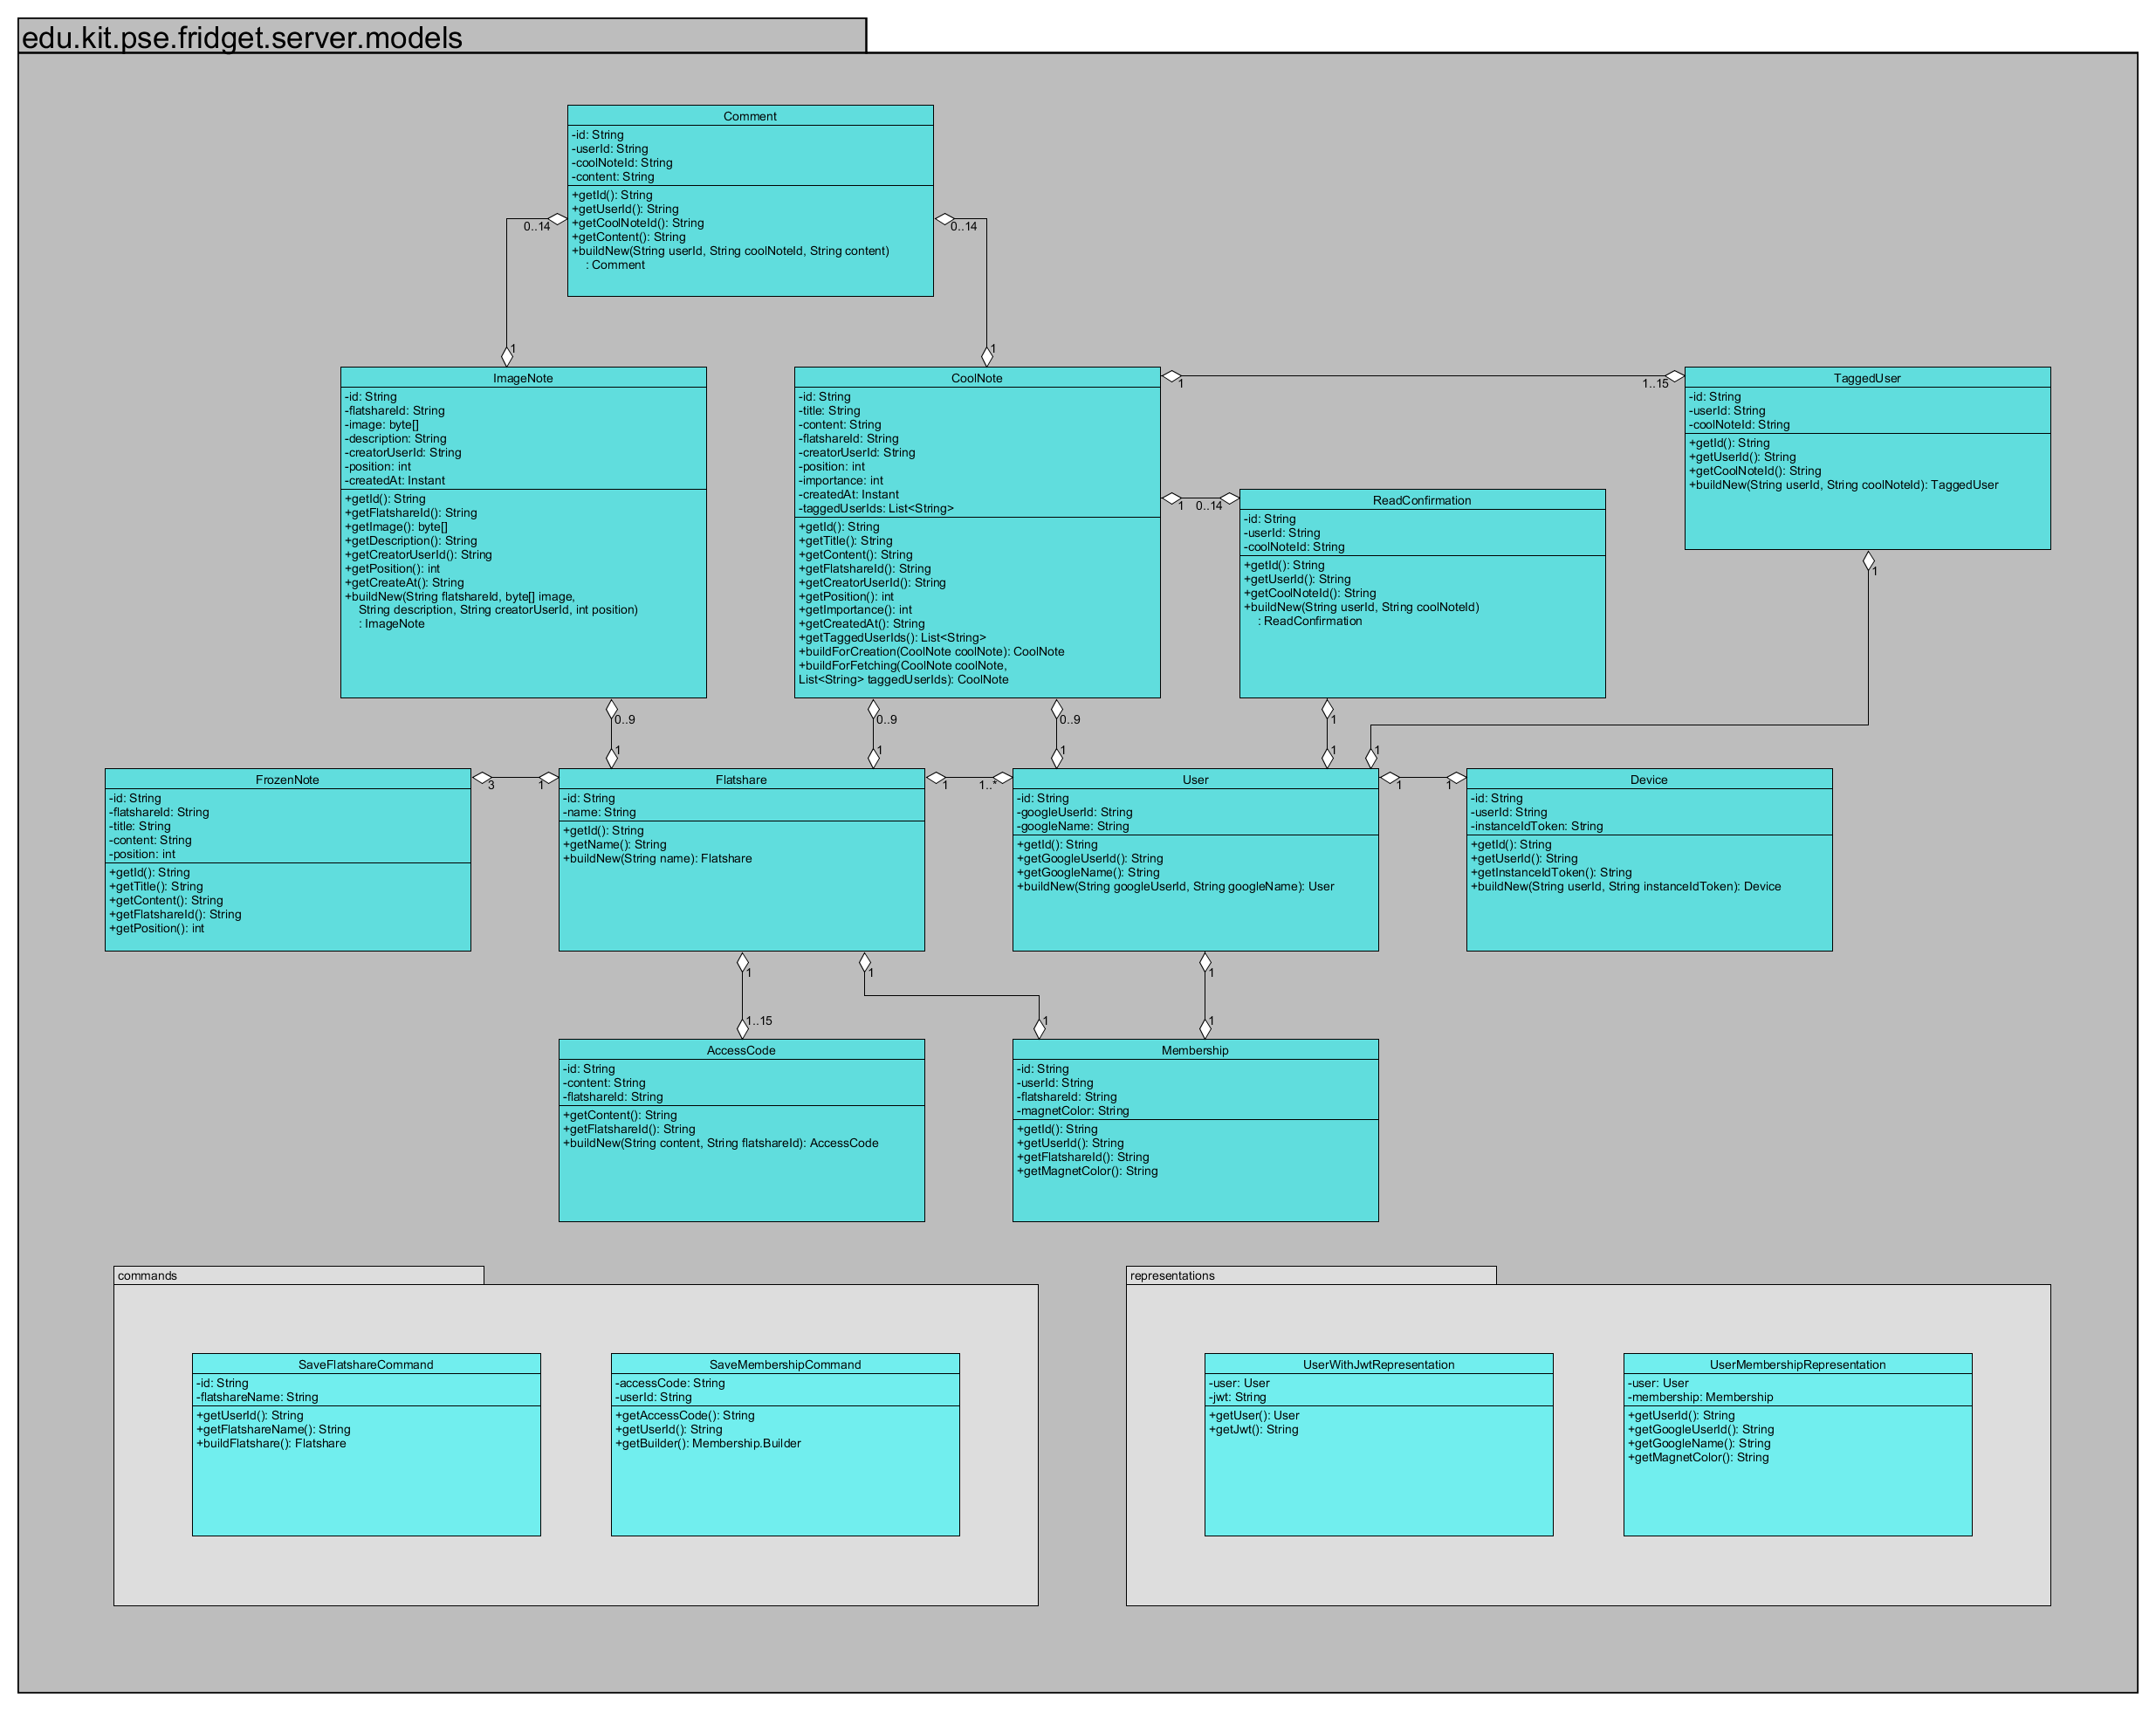 edu.kit.pse.fridget.server.models
Comment
-id: String
-userId: String
-coolNoteId: String
-content: String
+getId(): String
+getUserId(): String
+getCoolNoteId(): String
+getContent(): String
+buildNew(String userId, String coolNoteId, String content)
: Comment
0..14
0..14
1
1
ImageNote
-id: String
-flatshareId: String
-image: byte[]
-description: String
-creatorUserId: String
-position: int
-createdAt: Instant
+getId(): String
+getFlatshareId(): String
+getImage(): byte[]
+getDescription(): String
+getCreatorUserId(): String
+getPosition(): int
+getCreateAt(): String
+buildNew(String flatshareId, byte[] image,
String description, String creatorUserId, int position)
: ImageNote
CoolNote
-id: String
-title: String
-content: String
-flatshareId: String
-creatorUserId: String
-position: int
-importance: int
-createdAt: Instant
-taggedUserIds: List<String>
+getId(): String
+getTitle(): String
+getContent(): String
+getFlatshareId(): String
+getCreatorUserId(): String
+getPosition(): int
+getImportance(): int
+getCreatedAt(): String
+getTaggedUserIds(): List<String>
+buildForCreation(CoolNote coolNote): CoolNote
+buildForFetching(CoolNote coolNote,
List<String> taggedUserIds): CoolNote
1
1..15
TaggedUser
-id: String
-userId: String
-coolNoteId: String
+getId(): String
+getUserId(): String
+getCoolNoteId(): String
+buildNew(String userId, String coolNoteId): TaggedUser
1
0..14
ReadConfirmation
-id: String
-userId: String
-coolNoteId: String
+getId(): String
+getUserId(): String
+getCoolNoteId(): String
+buildNew(String userId, String coolNoteId)
: ReadConfirmation
1
0..9
0..9
0..9
1
1
1
1
1
1
FrozenNote
-id: String
-flatshareId: String
-title: String
-content: String
-position: int
+getId(): String
+getTitle(): String
+getContent(): String
+getFlatshareId(): String
+getPosition(): int
3
1
Flatshare
-id: String
-name: String
+getId(): String
+getName(): String
+buildNew(String name): Flatshare
1
1..*
User
-id: String
-googleUserId: String
-googleName: String
+getId(): String
+getGoogleUserId(): String
+getGoogleName(): String
+buildNew(String googleUserId, String googleName): User
1
1
Device
-id: String
-userId: String
-instanceIdToken: String
+getId(): String
+getUserId(): String
+getInstanceIdToken(): String
+buildNew(String userId, String instanceIdToken): Device
1
1
1
1..15
1
1
AccessCode
-id: String
-content: String
-flatshareId: String
+getContent(): String
+getFlatshareId(): String
+buildNew(String content, String flatshareId): AccessCode
Membership
-id: String
-userId: String
-flatshareId: String
-magnetColor: String
+getId(): String
+getUserId(): String
+getFlatshareId(): String
+getMagnetColor(): String
commands
SaveFlatshareCommand
-id: String
-flatshareName: String
+getUserId(): String
+getFlatshareName(): String
+buildFlatshare(): Flatshare
SaveMembershipCommand
-accessCode: String
-userId: String
+getAccessCode(): String
+getUserId(): String
+getBuilder(): Membership.Builder
representations
UserWithJwtRepresentation
-user: User
-jwt: String
+getUser(): User
+getJwt(): String
UserMembershipRepresentation
-user: User
-membership: Membership
+getUserId(): String
+getGoogleUserId(): String
+getGoogleName(): String
+getMagnetColor(): String